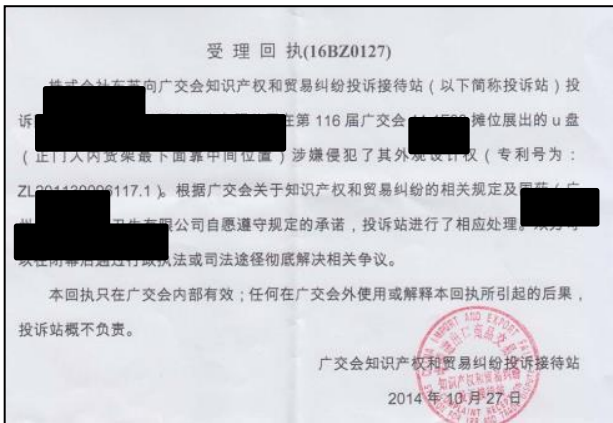 受 理 回 执(16BZ0127)
向广交会知识产权和贸易纠纷投诉接待站（以下简称投诉站）投
诉 在第 116 届广交会 摊位展出的 u 盘
（正门入内货架最下面靠中间位置）涉嫌侵犯了其外观设计权（专利号为：
6117.1）。根据广交会关于知识产权和贸易纠纷的相关规定及
有限公司自愿遵守规定的承诺，投诉站进行了相应处理。
闭幕后通过行政执法或司法途径彻底解决相关争议。
本回执只在广交会内部有效；任何在广交会外使用或解释本回执所引起的后果，
投诉站概不负责。
广交会知识产权和贸易纠纷投诉接待站
2014 年 10 月 27 日